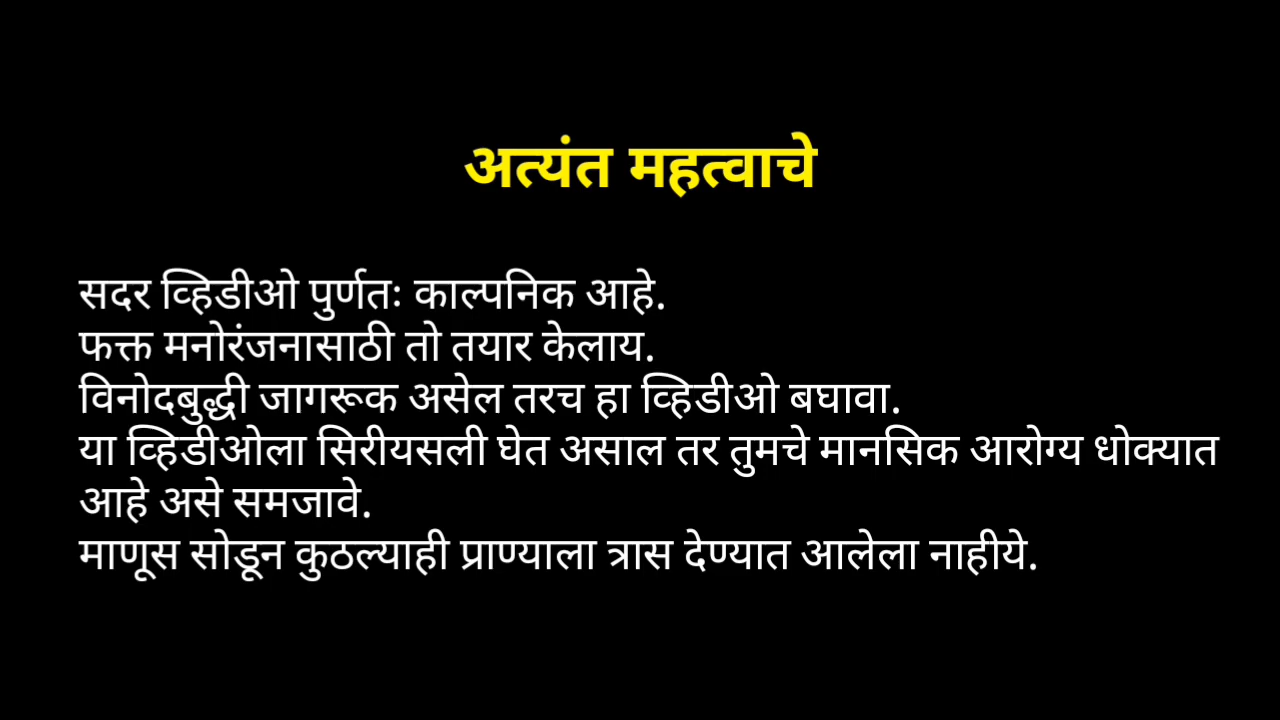 अत्यंत महत्वाचे
सदर व्हिडीओ पुर्णतः काल्पनिक आहे.
फक्त मनोरंजनासाठी तो तयार केलाय.
विनोदबुद्धी जागरूक असेल तरच हा व्हिडीओ बघावा.
या व्हिडीओला सिरीयसली घेत असाल तर तुमचे मानसिक आरोग्य धोक्यात
आहे असे समजावे.
माणूस सोडून कुठल्याही प्राण्याला त्रास देण्यात आलेला नाहीये.